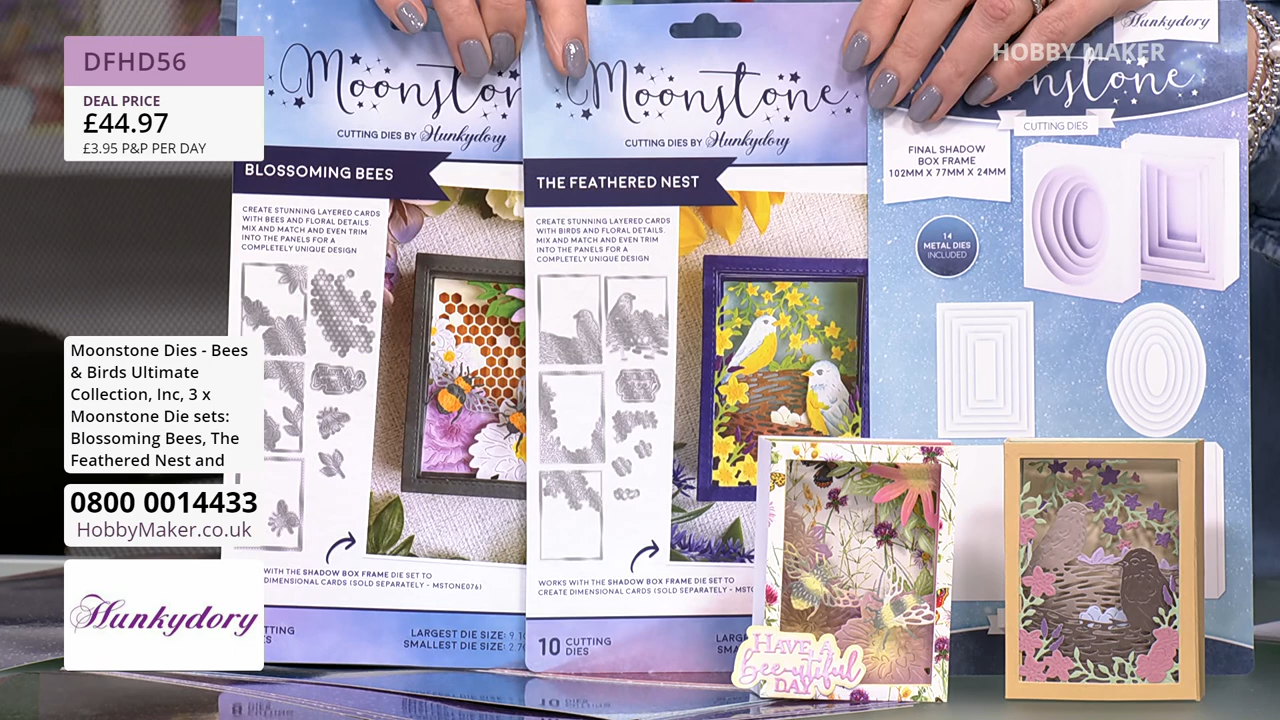 DFHD56
DEAL PRICE
£44.97
£3.95 P&P PER DAY
Moonstone Dies - Bees
& Birds Ultimate
Collection, Inc, 3 x
Moonstone Die sets:
Blossoming Bees, The
Feathered Nest and
0800 0014433
HobbyMaker.co.uk
Hunkydory
CUTTING DIES BY Hunkydory
BLOSSOMING BEES
CREATE STUNNING LAYERED CARDS
WITH BEES AND FLORAL DETAILS.
MIX AND MATCH AND EVEN TRIM
INTO THE PANELS FOR A
COMPLETELY UNIQUE DESIGN
WITH THE SHADOW BOX FRAME DIE SET TO
DIMENSIONAL CARDS (SOLD SEPARATELY - MSTONE076)
LARGEST DIE SIZE:
SMALLEST DIE SIZE:
Moonstone
CUTTING DIES BY Hunkydory
THE FEATHERED NEST
CREATE STUNNING LAYERED CARDS
WITH BIRDS AND FLORAL DETAILS.
MIX AND MATCH AND EVEN TRIM
INTO THE PANELS FOR A
COMPLETELY UNIQUE DESIGN
WORKS WITH THE SHADOW BOX FRAME DIE SET TO
CREATE DIMENSIONAL CARDS (SOLD SEPARATELY -
10 CUTTING
DIES
HOBBY MAKER
Hunkydory
CUTTING DIES
FINAL SHADOW
BOX FRAME
102MM X 77MM X 24MM
14
METAL DIES
INCLUDED
HAVE A
bee-utiful
DAY